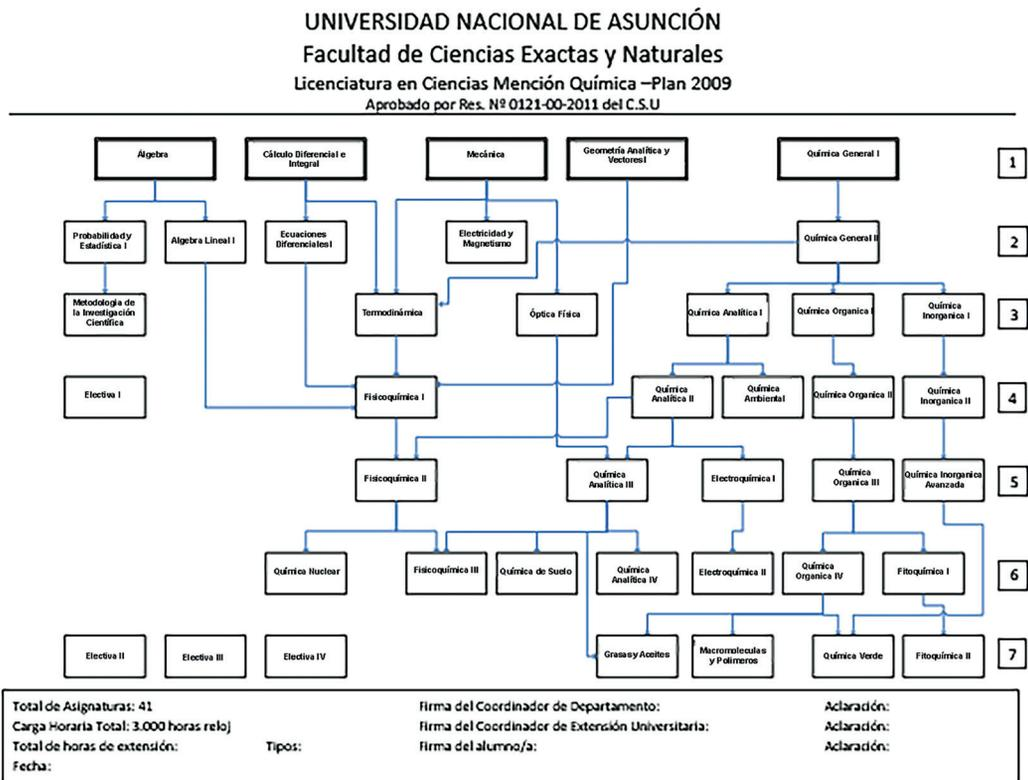 UNIVERSIDAD NACIONAL DE ASUNCIÓN
Facultad de Ciencias Exactas y Naturales
Licenciatura en Ciencias Mención Química –Plan 2009
Aprobado por Res. Nº 0121-00-2011 del C.S.U
Álgebra
Cálculo Diferencial e
Integral
Mecánica
Geometría Analítica y
Vectores I
Química General I
1
Probabilidad y
Estadística I
Algebra Lineal I
Ecuaciones
Diferenciales I
Electricidad y
Magnetismo
Química General II
2
Metodologia de
la Investigación
Científica
Termodinámica
Óptica Física
Química Analítica I
Química Organica I
Química
Inorganica I
3
Electiva I
Fisicoquímica I
Química
Analítica II
Química
Ambiental
Química Organica II
Química
Inorganica II
4
Fisicoquímica II
Química
Analítica III
Electroquímica I
Química
Organica III
Química Inorganica
Avanzada
5
Química Nuclear
Fisicoquímica III
Química de Suelo
Química
Analítica IV
Electroquímica II
Química
Organica IV
Fitoquímica I
6
Electiva II
Electiva III
Electiva IV
Grasas y Aceites
Macromoleculas
y Polimeros
Química Verde
Fitoquímica II
7
Total de Asignaturas: 41
Firma del Coordinador de Departamento:
Aclaración:
Carga Horaria Total: 3.000 horas reloj
Firma del Coordinador de Extensión Universitaria:
Aclaración:
Total de horas de extensión:
Tipos:
Firma del alumno/a:
Aclaración:
Fecha: